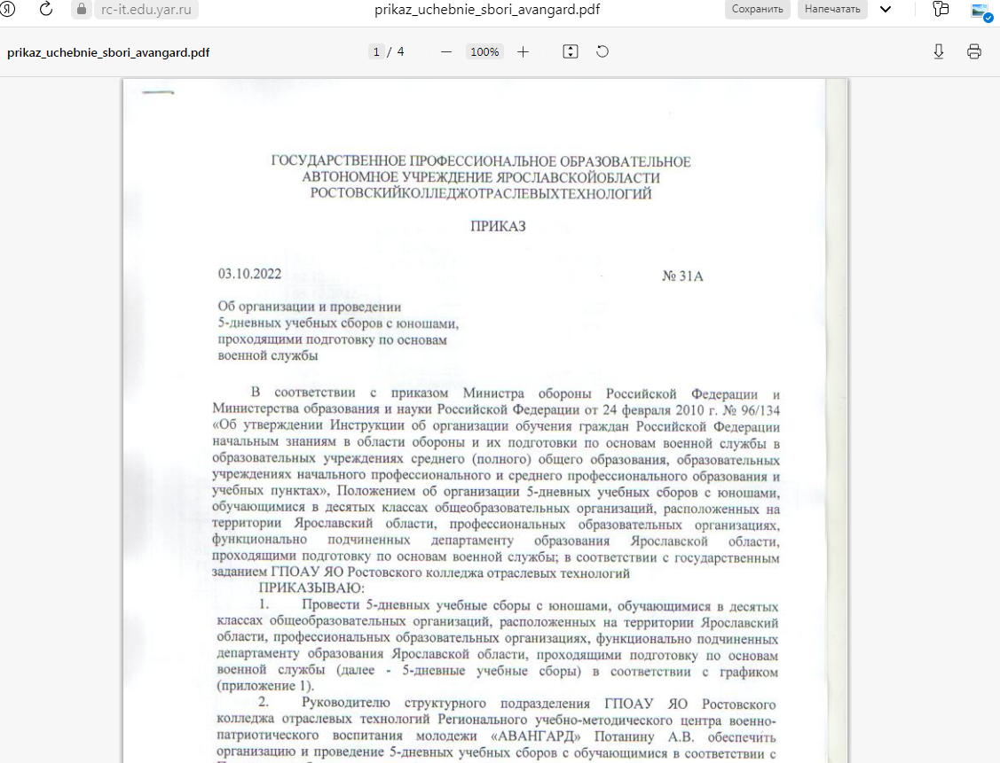 Я
rc-it.edu.yar.ru
prikaz_uchebnie_sbori_avangard.pdf
Сохранить
Напечатать
prikaz_uchebnie_sbori_avangard.pdf
1 / 4
100%
ГОСУДАРСТВЕННОЕ ПРОФЕССИОНАЛЬНОЕ ОБРАЗОВАТЕЛЬНОЕ
АВТОНОМНОЕ УЧРЕЖДЕНИЕ ЯРОСЛАВСКОЙОБЛАСТИ
РОСТОВСКИЙКОЛЛЕДЖОТРАСЛЕВЫХТЕХНОЛОГИЙ
ПРИКАЗ
03.10.2022
№ 31А
Об организации и проведении
5-дневных учебных сборов с юношами,
проходящими подготовку по основам
военной службы
В соответствии с приказом Министра обороны Российской Федерации и
Министерства образования и науки Российской Федерации от 24 февраля 2010 г. № 96/134
«Об утверждении Инструкции об организации обучения граждан Российской Федерации
начальным знаниям в области обороны и их подготовки по основам военной службы в
образовательных учреждениях среднего (полного) общего образования, образовательных
учреждениях начального профессионального и среднего профессионального образования и
учебных пунктах», Положением об организации 5-дневных учебных сборов с юношами,
обучающимися в десятых классах общеобразовательных организаций, расположенных на
территории Ярославский области, профессиональных образовательных организациях,
функционально подчиненных департаменту образования Ярославской области,
проходящими подготовку по основам военной службы; в соответствии с государственным
заданием ГПОАУ ЯО Ростовского колледжа отраслевых технологий
ПРИКАЗЫВАЮ:
1. Провести 5-дневных учебные сборы с юношами, обучающимися в десятых
классах общеобразовательных организаций, расположенных на территории Ярославский
области, профессиональных образовательных организациях, функционально подчиненных
департаменту образования Ярославской области, проходящими подготовку по основам
военной службы (далее - 5-дневные учебные сборы) в соответствии с графиком
(приложение 1).
2. Руководителю структурного подразделения ГПОАУ ЯО Ростовского
колледжа отраслевых технологий Регионального учебно-методического центра военно-
патриотического воспитания молодежи «АВАНГАРД» Потанину А.В. обеспечить
организацию и проведение 5-дневных учебных сборов с обучающимися в соответствии с